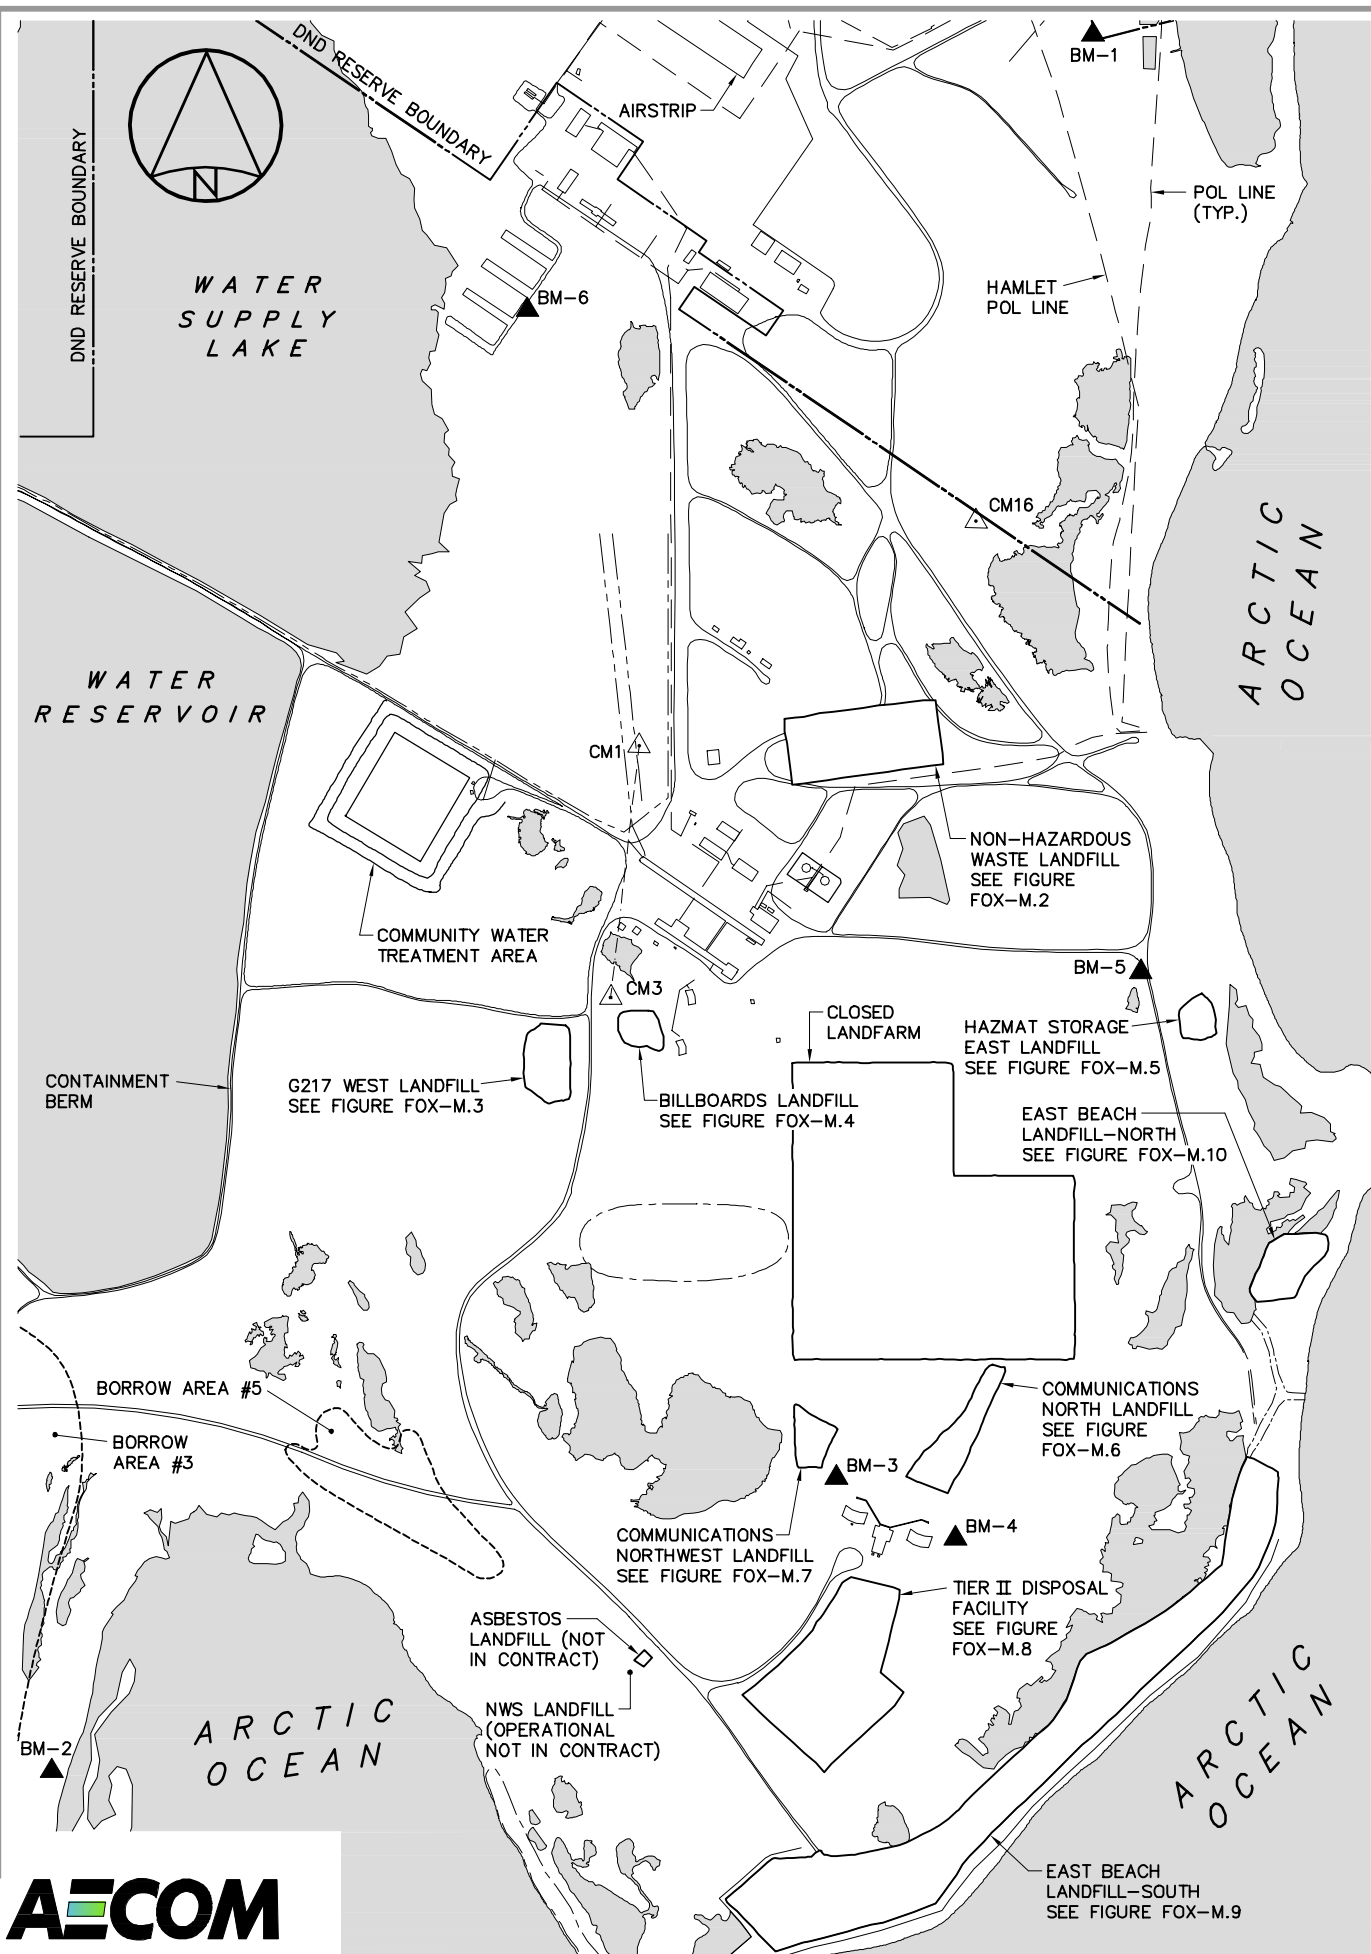 DND RESERVE BOUNDARY
BM-1
AIRSTRIP
DND RESERVE BOUNDARY
N
POL LINE
(TYP.)
WATER
SUPPLY
LAKE
BM-6
HAMLET
POL LINE
CM16
ARCTIC
OCEAN
WATER
RESERVOIR
CM1
NON-HAZARDOUS
WASTE LANDFILL
SEE FIGURE
FOX-M.2
COMMUNITY WATER
TREATMENT AREA
BM-5
CM3
CLOSED
LANDFARM
HAZMAT STORAGE
EAST LANDFILL
SEE FIGURE FOX-M.5
CONTAINMENT
BERM
G217 WEST LANDFILL
SEE FIGURE FOX-M.3
BILLBOARDS LANDFILL
SEE FIGURE FOX-M.4
EAST BEACH
LANDFILL-NORTH
SEE FIGURE FOX-M.10
BORROW AREA #5
COMMUNICATIONS
NORTH LANDFILL
SEE FIGURE
FOX-M.6
BORROW
AREA #3
BM-3
BM-4
COMMUNICATIONS
NORTHWEST LANDFILL
SEE FIGURE FOX-M.7
TIER II DISPOSAL
FACILITY
SEE FIGURE
FOX-M.8
ASBESTOS
LANDFILL (NOT
IN CONTRACT)
NWS LANDFILL
(OPERATIONAL
NOT IN CONTRACT)
ARCTIC
OCEAN
ARCTIC
OCEAN
BM-2
EAST BEACH
LANDFILL-SOUTH
SEE FIGURE FOX-M.9
AECOM